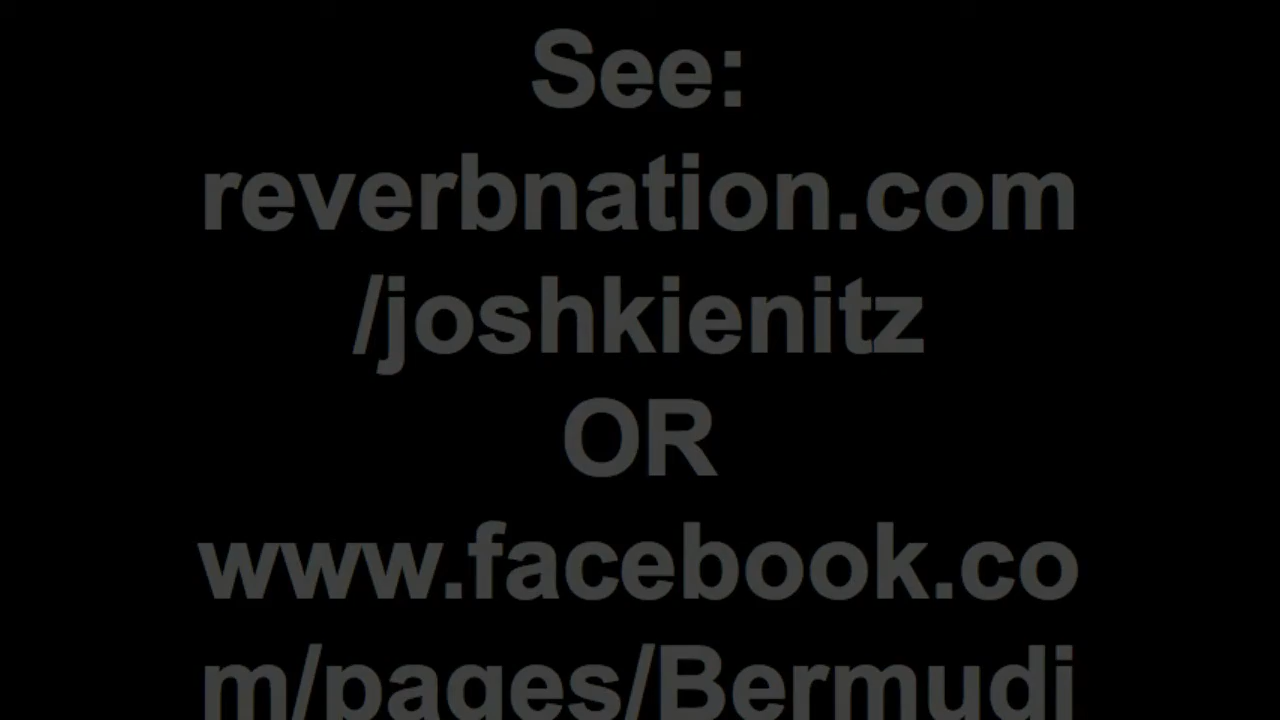 See:
reverbnation.com
/joshkienitz
OR
www.facebook.co
m/pages/Bermudi